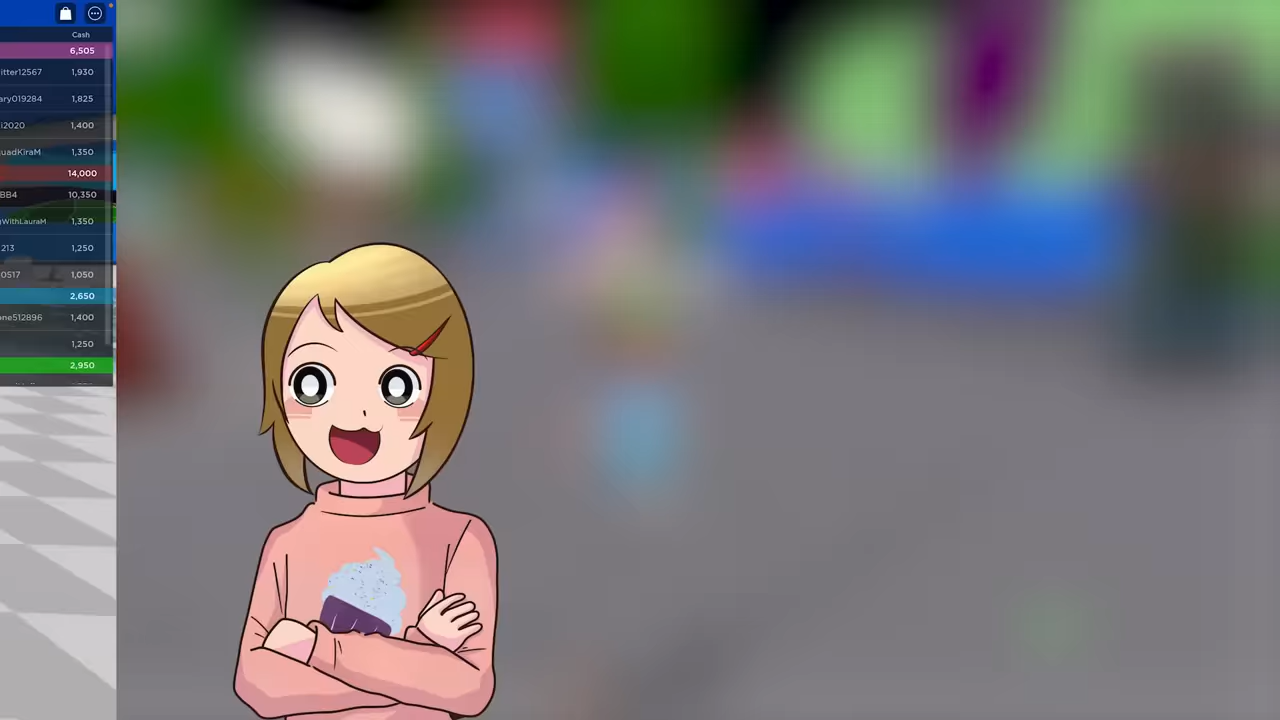 Cash
6,505
itter12567 1,930
ary019284 1,825
i2020 1,400
uadKiraM 1,350
14,000
BB4 10,350
WithLauraM 1,350
213 1,250
0517 1,050
2,650
one512896 1,400
1,250
2,950